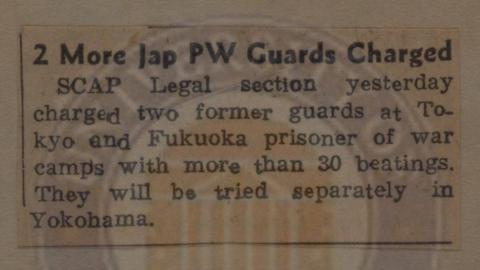 2 More Jap PW Guards Charged
SCAP Legal section yesterday
charged two former guards at To-
kyo and Fukuoka prisoner of war
camps with more than 30 beatings.
They will be tried separately in
Yokohama.